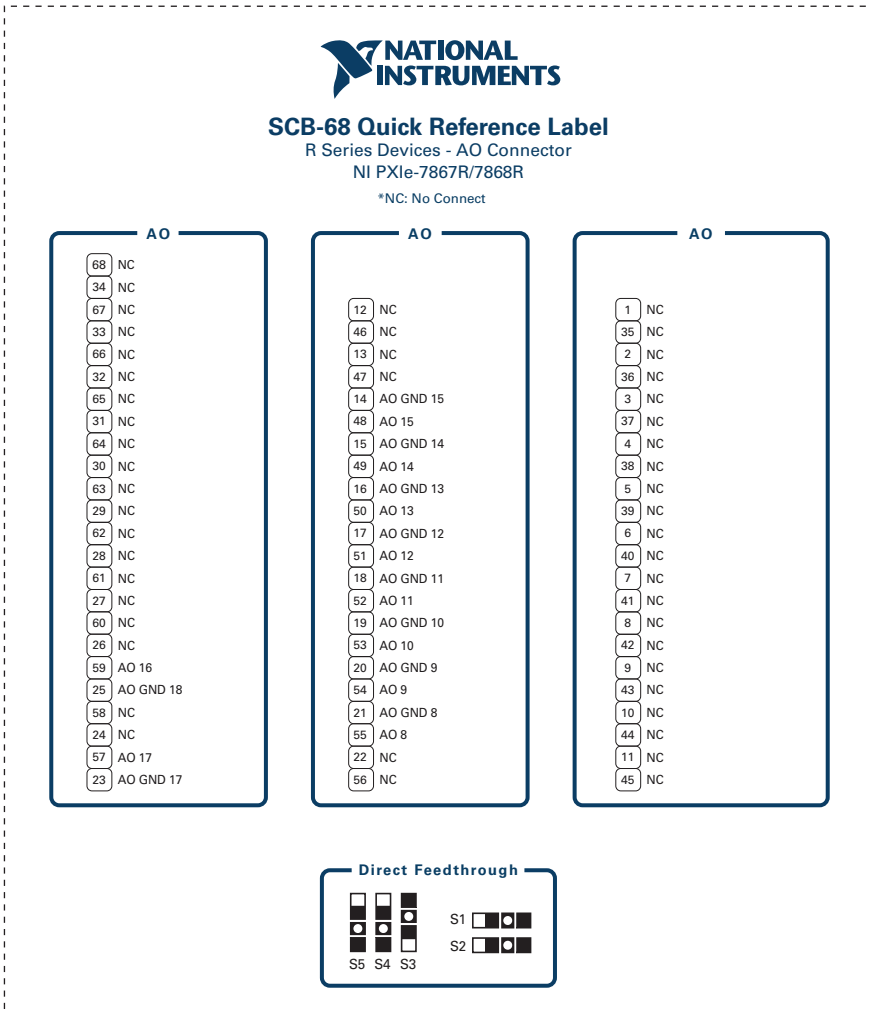 NATIONAL
INSTRUMENTS
SCB-68 Quick Reference Label
R Series Devices - AO Connector
NI PXIe-7867R/7868R
*NC: No Connect
AO
68 NC
34 NC
67 NC
33 NC
66 NC
32 NC
65 NC
31 NC
64 NC
30 NC
63 NC
29 NC
62 NC
28 NC
61 NC
27 NC
60 NC
26 NC
59 AO 16
25 AO GND 18
58 NC
24 NC
57 AO 17
23 AO GND 17
AO
12 NC
46 NC
13 NC
47 NC
14 AO GND 15
48 AO 15
15 AO GND 14
49 AO 14
16 AO GND 13
50 AO 13
17 AO GND 12
51 AO 12
18 AO GND 11
52 AO 11
19 AO GND 10
53 AO 10
20 AO GND 9
54 AO 9
21 AO GND 8
55 AO 8
22 NC
56 NC
AO
1 NC
35 NC
2 NC
36 NC
3 NC
37 NC
4 NC
38 NC
5 NC
39 NC
6 NC
40 NC
7 NC
41 NC
8 NC
42 NC
9 NC
43 NC
10 NC
44 NC
11 NC
45 NC
Direct Feedthrough
S5 S4 S3
S1
S2